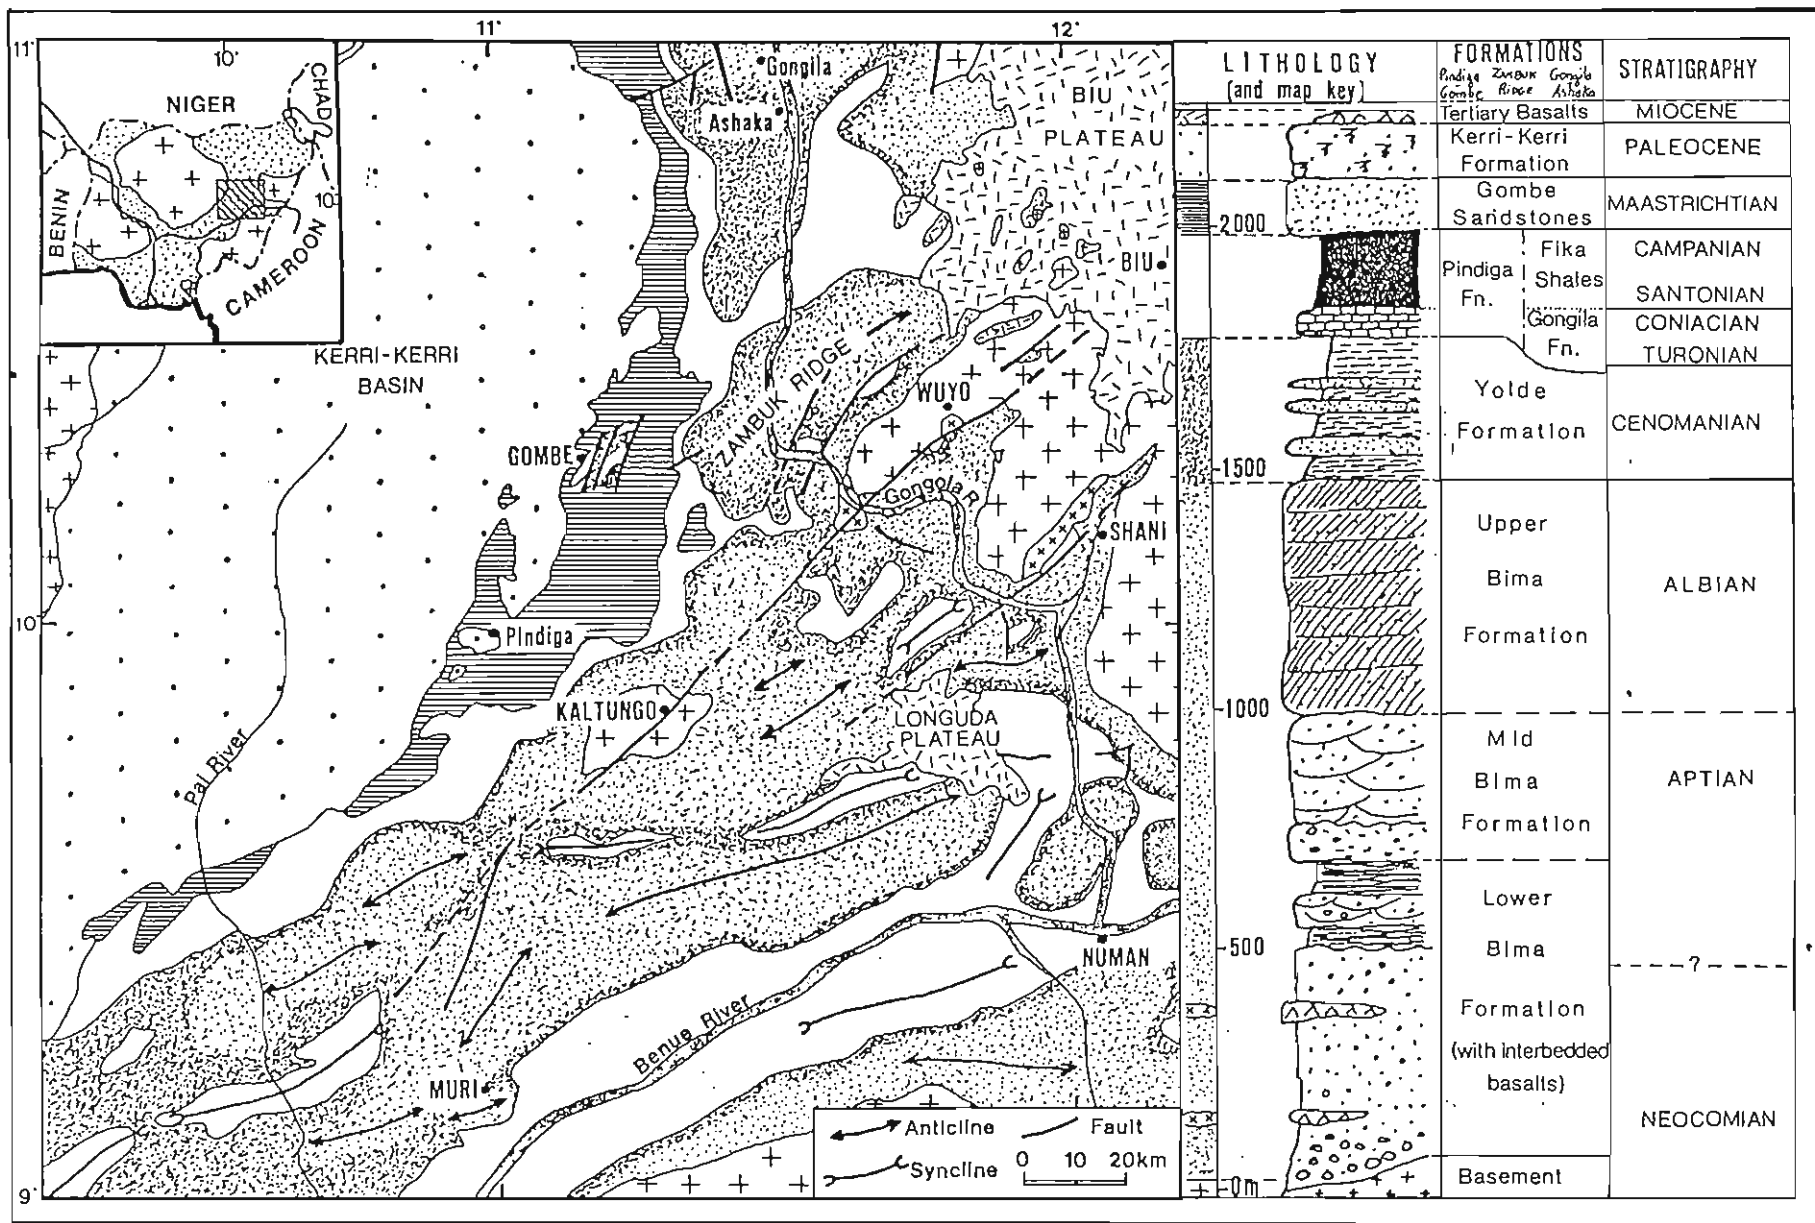 11°
12°
11°
10°
9°
10°
NIGER
CHAD
BENIN
CAMEROON
10°
Gongila
Ashaka
BIU
PLATEAU
BIU
KERRI-KERRI
BASIN
ZAMBUK RIDGE
WUYO
GOMBE
Gongola R.
SHANI
Pindiga
KALTUNGO
LONGUDA
PLATEAU
Pal River
NUMAN
Benue River
MURI
Anticline
Fault
Syncline
0 10 20km
LITHOLOGY
(and map key)
2000
1500
1000
500
0m
FORMATIONS
Pindiga Zambuk Gongila
Gombe Ridge Ashaka
Tertiary Basalts
Kerri-Kerri
Formation
Gombe
Sandstones
Pindiga
Fn.
Fika
Shales
Gongila
Fn.
Yolde
Formation
Upper
Bima
Formation
Mid
Bima
Formation
Lower
Bima
Formation
(with interbedded
basalts)
Basement
STRATIGRAPHY
MIOCENE
PALEOCENE
MAASTRICHTIAN
CAMPANIAN
SANTONIAN
CONIACIAN
TURONIAN
CENOMANIAN
ALBIAN
APTIAN
?
NEOCOMIAN